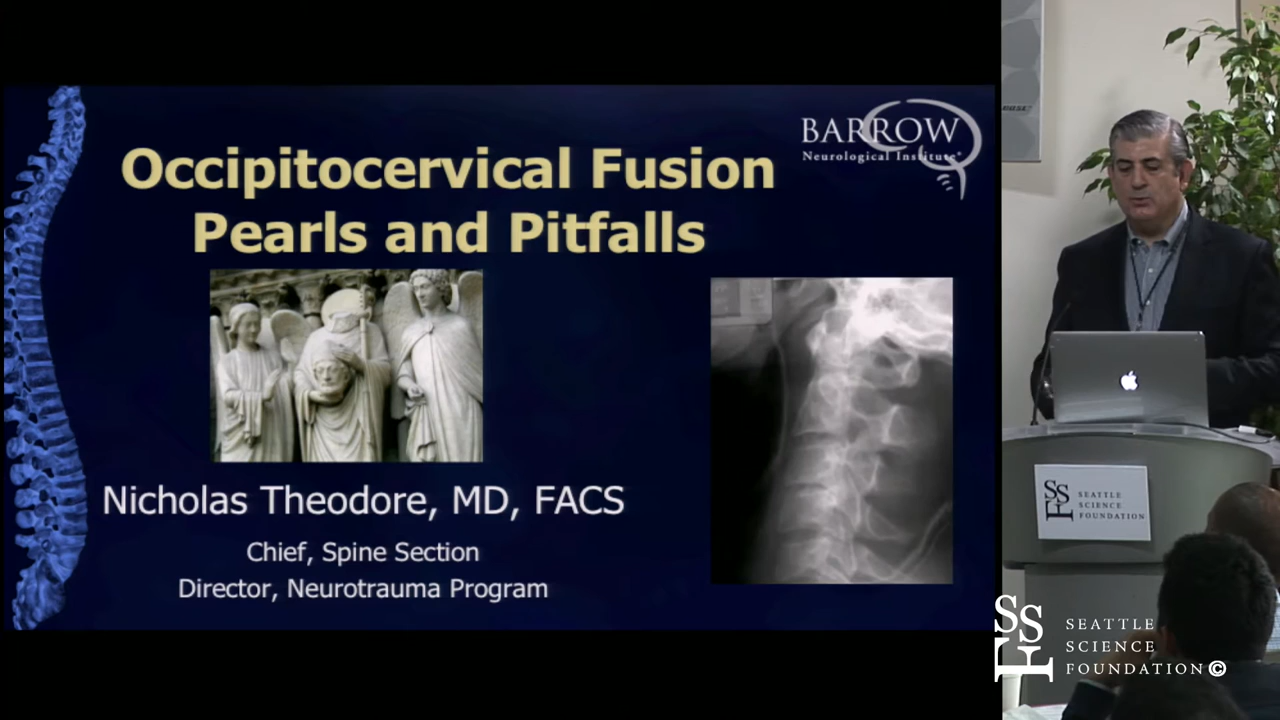 Occipitocervical Fusion
Pearls and Pitfalls
BARROW
Neurological Institute®
Nicholas Theodore, MD, FACS
Chief, Spine Section
Director, Neurotrauma Program
SSF
SEATTLE
SCIENCE
FOUNDATION
SSF
SEATTLE
SCIENCE
FOUNDATION©